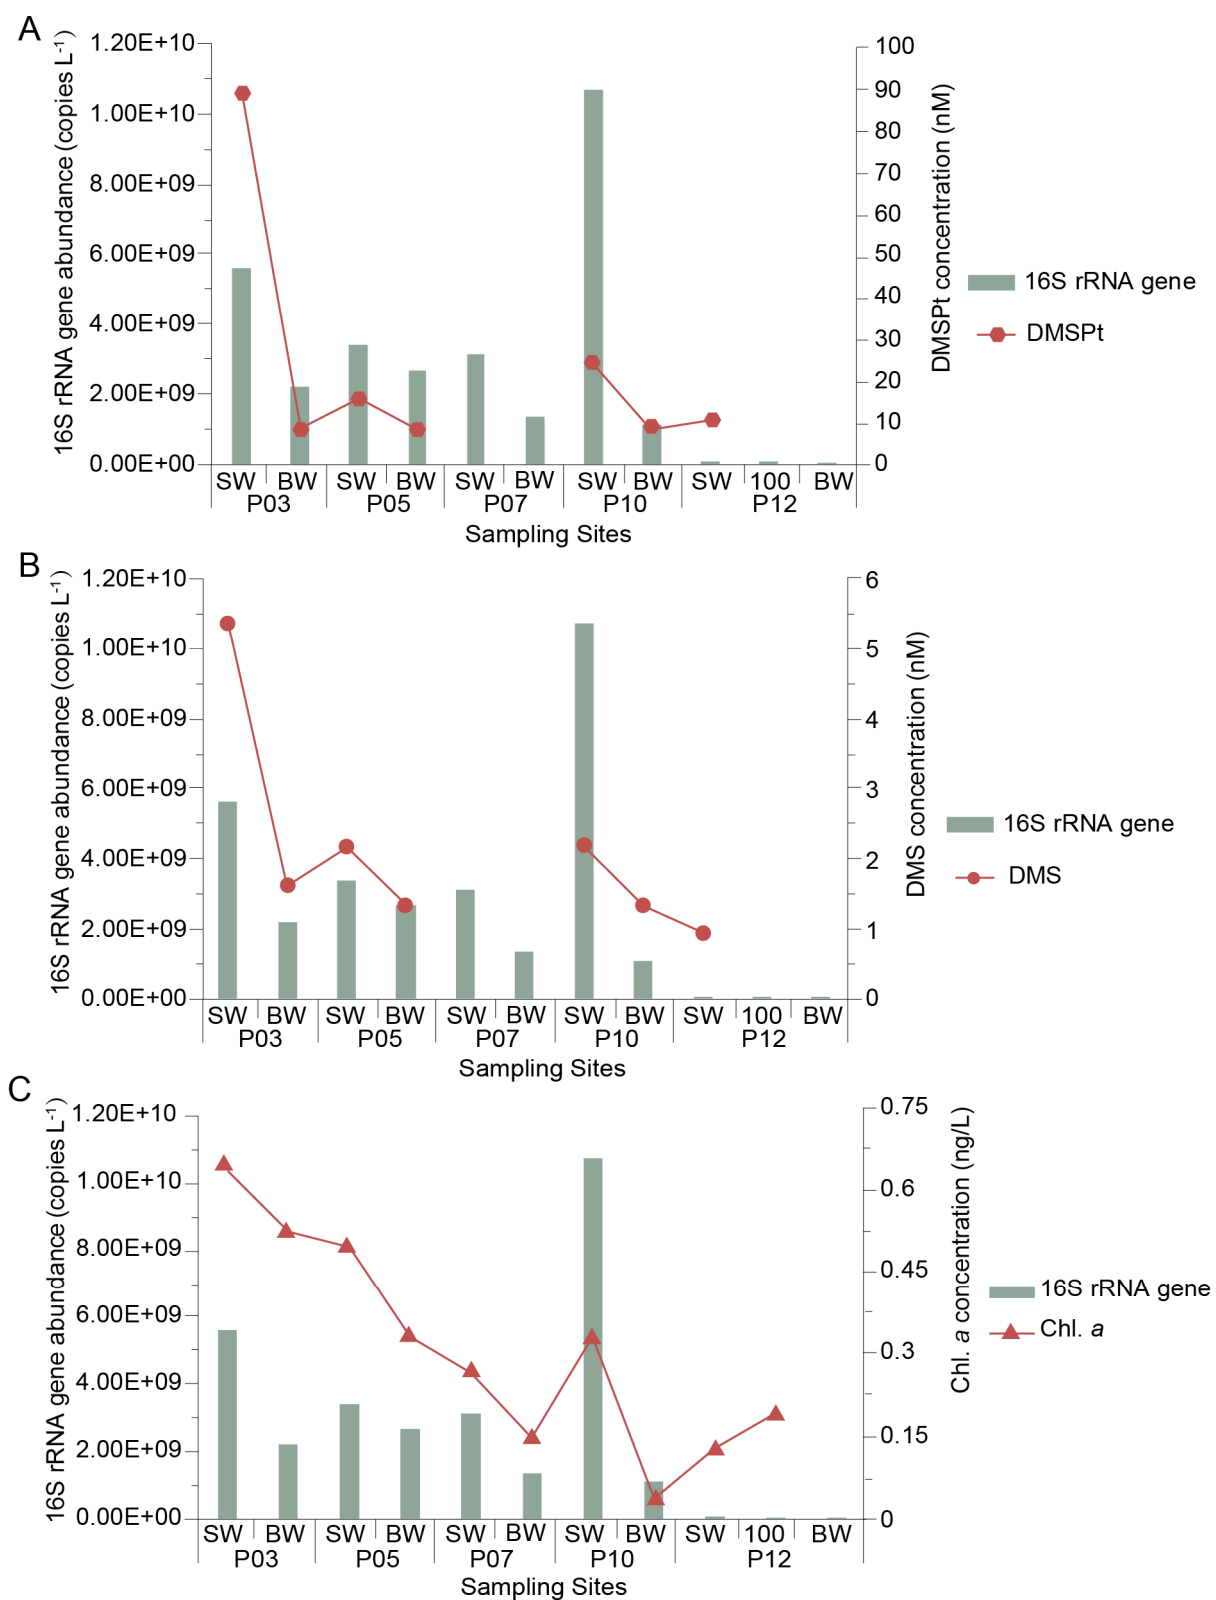 A
16S rRNA gene abundance (copies L-1)
1.20E+10
1.00E+10
8.00E+09
6.00E+09
4.00E+09
2.00E+09
0.00E+00
100
90
80
70
60
50
40
30
20
10
0
DMSPt concentration (nM)
16S rRNA gene
DMSPt
SW BW SW BW SW BW SW BW SW 100 BW
P03 P05 P07 P10 P12
Sampling Sites
B
16S rRNA gene abundance (copies L-1)
1.20E+10
1.00E+10
8.00E+09
6.00E+09
4.00E+09
2.00E+09
0.00E+00
6
5
4
3
2
1
0
DMS concentration (nM)
16S rRNA gene
DMS
SW BW SW BW SW BW SW BW SW 100 BW
P03 P05 P07 P10 P12
Sampling Sites
C
16S rRNA gene abundance (copies L-1)
1.20E+10
1.00E+10
8.00E+09
6.00E+09
4.00E+09
2.00E+09
0.00E+00
0.75
0.6
0.45
0.3
0.15
0
Chl. a concentration (ng/L)
16S rRNA gene
Chl. a
SW BW SW BW SW BW SW BW SW 100 BW
P03 P05 P07 P10 P12
Sampling Sites